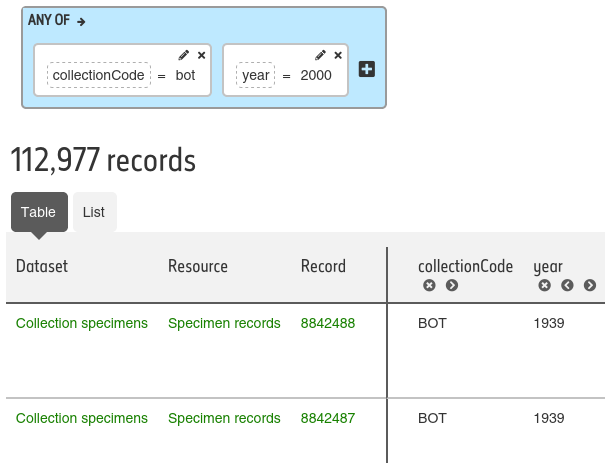 ANY OF →
collectionCode = bot year = 2000
112,977 records
Table List
Dataset Resource Record collectionCode year
Collection specimens Specimen records 8842488 BOT 1939
Collection specimens Specimen records 8842487 BOT 1939